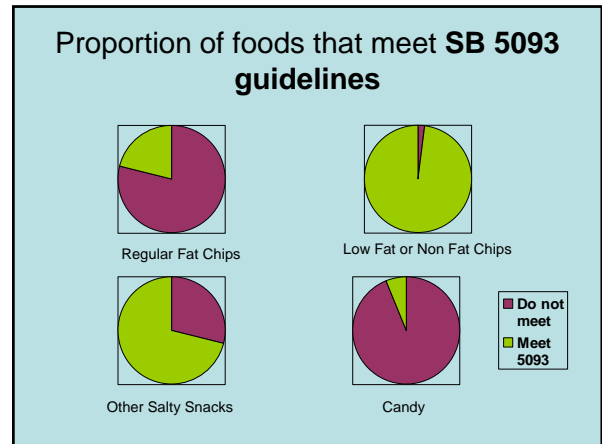 Proportion of foods that meet SB 5093
guidelines
Regular Fat Chips
Low Fat or Non Fat Chips
Other Salty Snacks
Candy
Do not
meet
Meet
5093